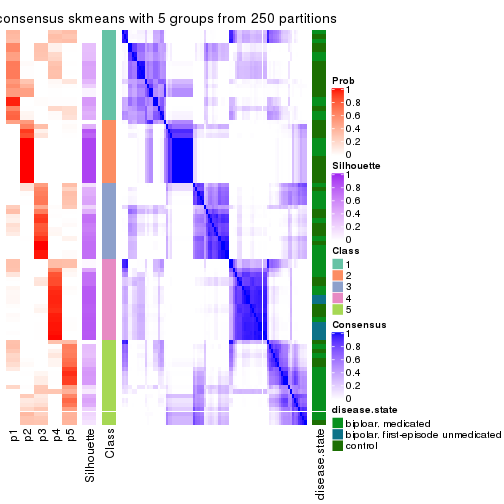 consensus skmeans with 5 groups from 250 partitions
Prob
1
0.8
0.6
0.4
0.2
0
Silhouette
1
0.8
0.6
0.4
0.2
0
Class
1
2
3
4
5
Consensus
1
0.8
0.6
0.4
0.2
0
disease.state
biploar. medicated
bipolar. first-episode unmedicated
control
p1
p2
p3
p4
p5
Silhouette
Class
disease.state